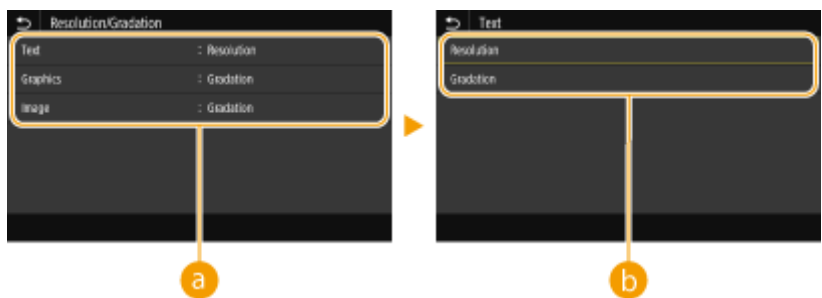 Resolution/Gradation
Text : Resolution
Graphics : Gradation
Image : Gradation
a
Text
Resolution
Gradation
b